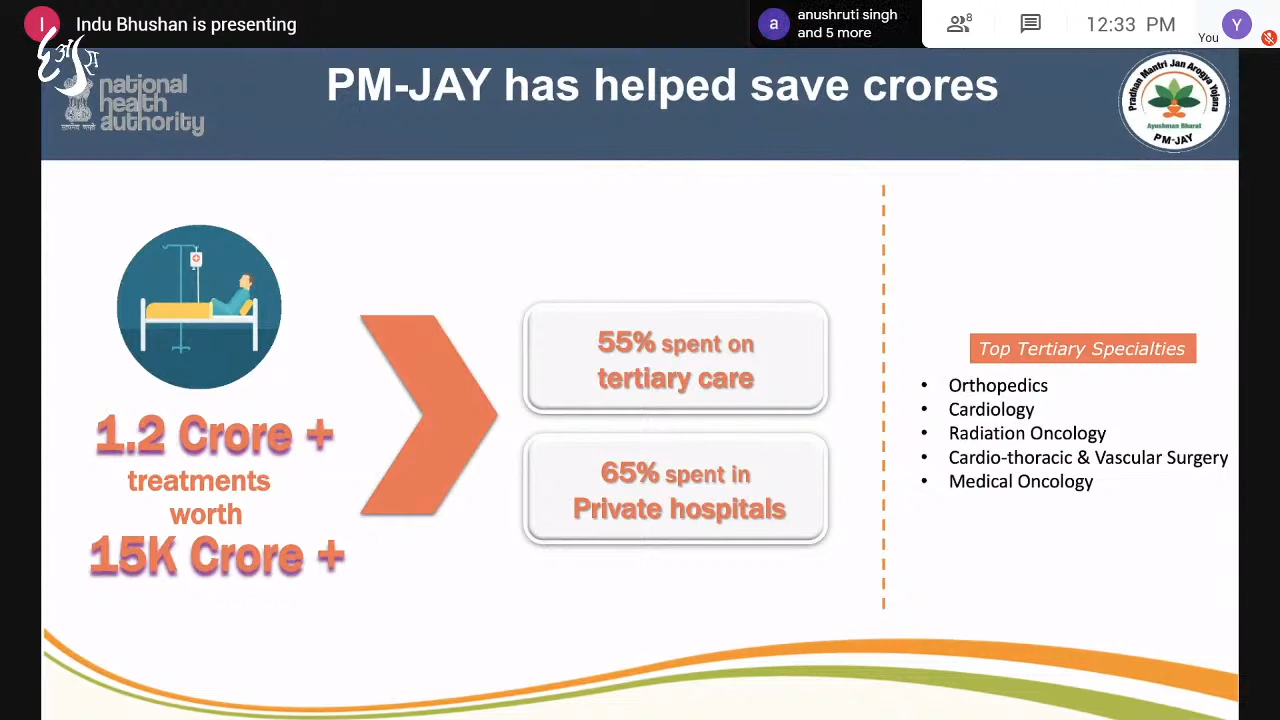 I
Indu Bhushan is presenting
a
anushruti singh
and 5 more
8
12:33 PM
You
Y
national
health
authority
PM-JAY has helped save crores
Pradhan Mantri Jan Arogya Yojana
Ayushman Bharat
PM-JAY
1.2 Crore +
treatments
worth
15K Crore +
55% spent on
tertiary care
65% spent in
Private hospitals
Top Tertiary Specialties
• Orthopedics
• Cardiology
• Radiation Oncology
• Cardio-thoracic & Vascular Surgery
• Medical Oncology